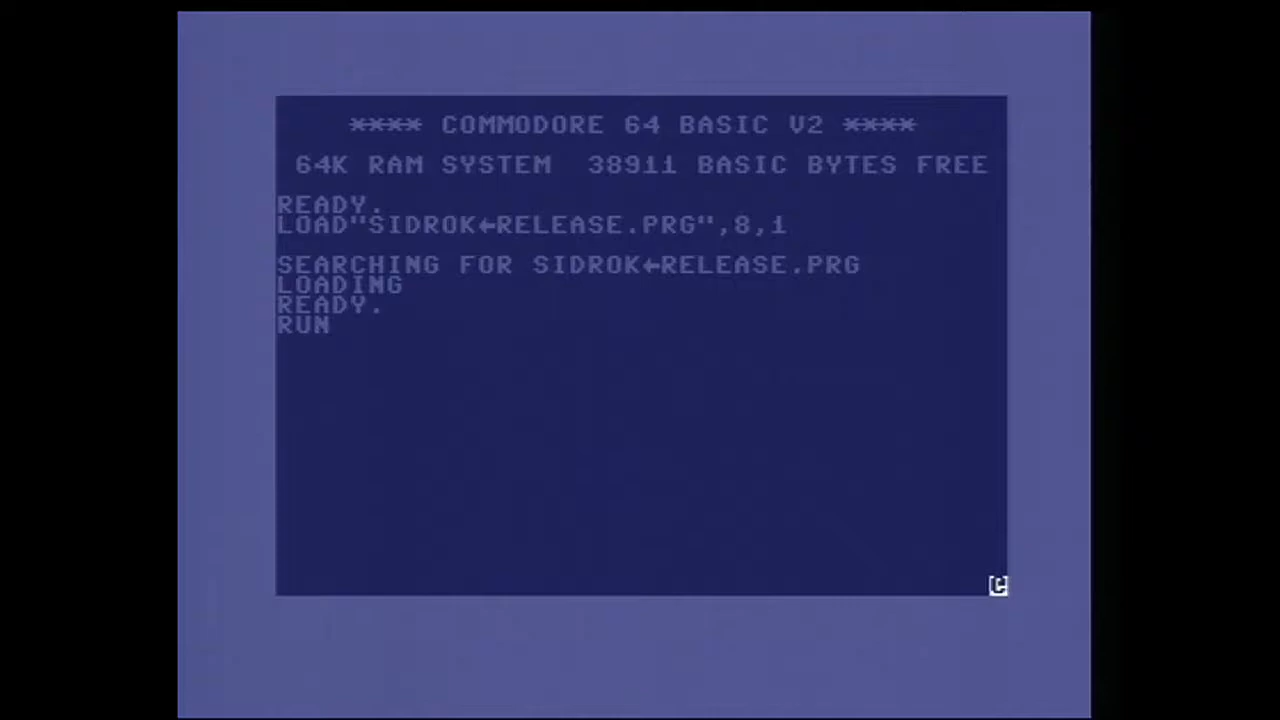 **** COMMODORE 64 BASIC V2 ****
64K RAM SYSTEM  38911 BASIC BYTES FREE
READY.
LOAD"SIDROK←RELEASE.PRG",8,1
SEARCHING FOR SIDROK←RELEASE.PRG
LOADING
READY.
RUN